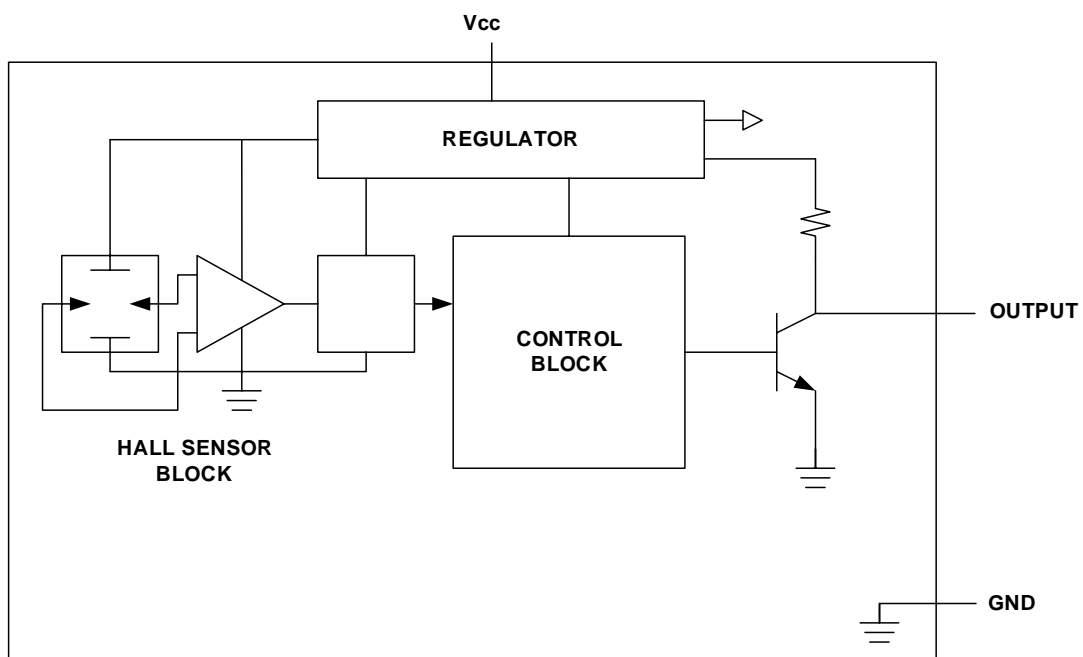 Vcc
REGULATOR
OUTPUT
CONTROL
BLOCK
HALL SENSOR
BLOCK
GND